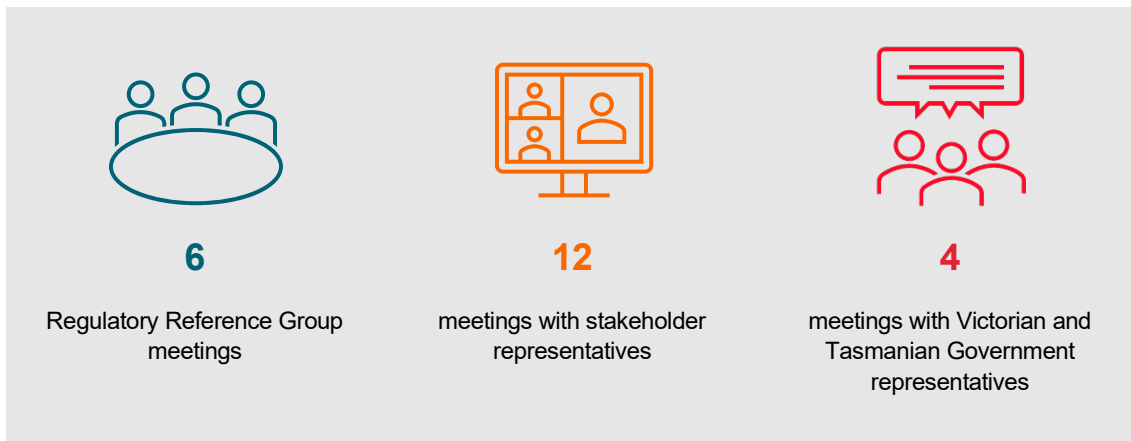 6
Regulatory Reference Group
meetings
12
meetings with stakeholder
representatives
4
meetings with Victorian and
Tasmanian Government
representatives